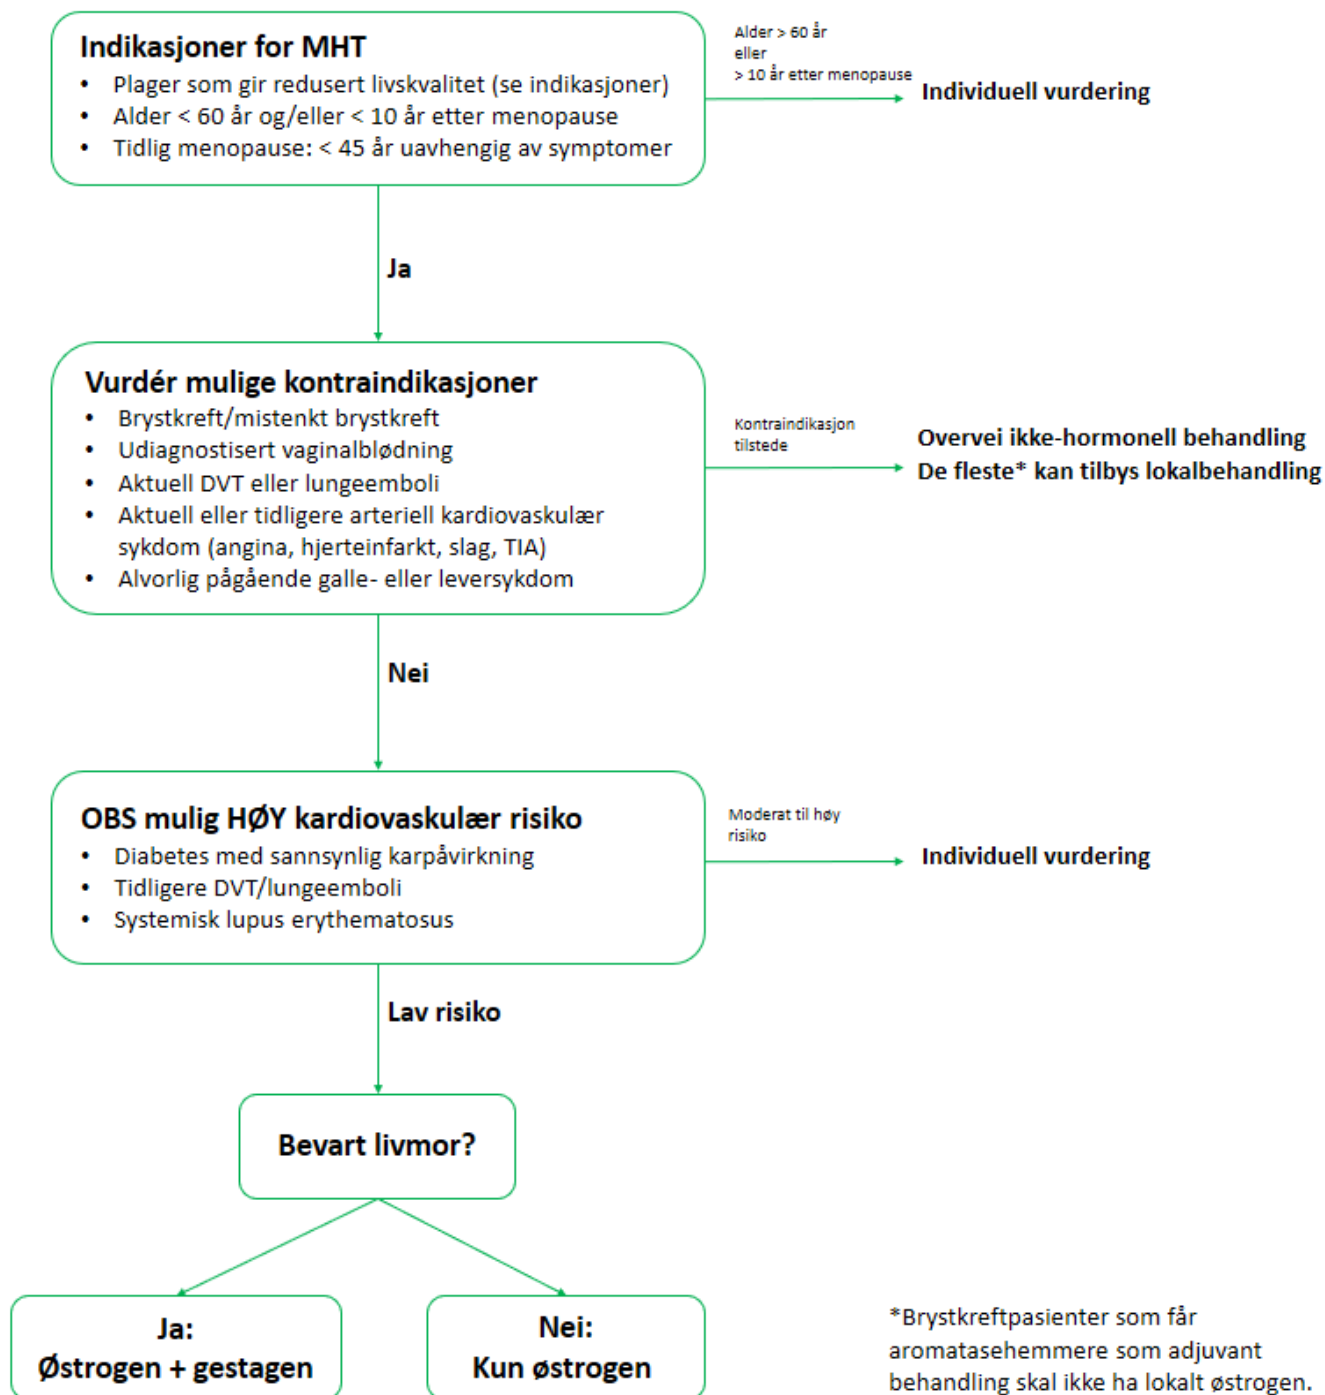 Indikasjoner for MHT
• Plager som gir redusert livskvalitet (se indikasjoner)
• Alder < 60 år og/eller < 10 år etter menopause
• Tidlig menopause: < 45 år uavhengig av symptomer
Alder > 60 år
eller
> 10 år etter menopause
Individuell vurdering
Ja
Vurdér mulige kontraindikasjoner
• Brystkreft/mistenkt brystkreft
• Udiagnostisert vaginalblødning
• Aktuell DVT eller lungeemboli
• Aktuell eller tidligere arteriell kardiovaskulær
sykdom (angina, hjerteinfarkt, slag, TIA)
• Alvorlig pågående galle- eller leversykdom
Kontraindikasjon
tilstede
Overvei ikke-hormonell behandling
De fleste* kan tilbys lokalbehandling
Nei
OBS mulig HØY kardiovaskulær risiko
• Diabetes med sannsynlig karpåvirkning
• Tidligere DVT/lungeemboli
• Systemisk lupus erythematosus
Moderat til høy
risiko
Individuell vurdering
Lav risiko
Bevart livmor?
Ja:
Østrogen + gestagen
Nei:
Kun østrogen
*Brystkreftpasienter som får
aromatasehemmere som adjuvant
behandling skal ikke ha lokalt østrogen.